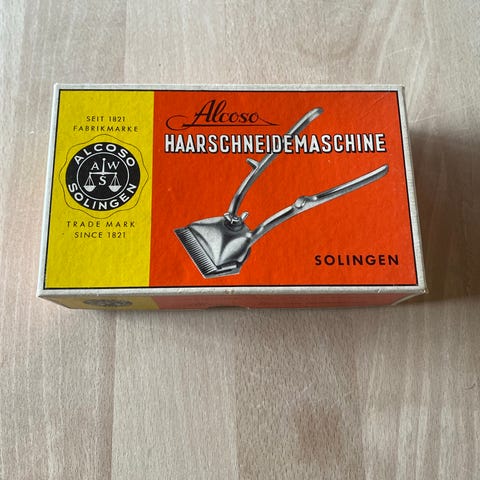 SEIT 1821
FABRIKMARKE
ALCOSO
A W
S
SOLINGEN
TRADE MARK
SINCE 1821
Alcoso
HAARSCHNEIDEMASCHINE
SOLINGEN